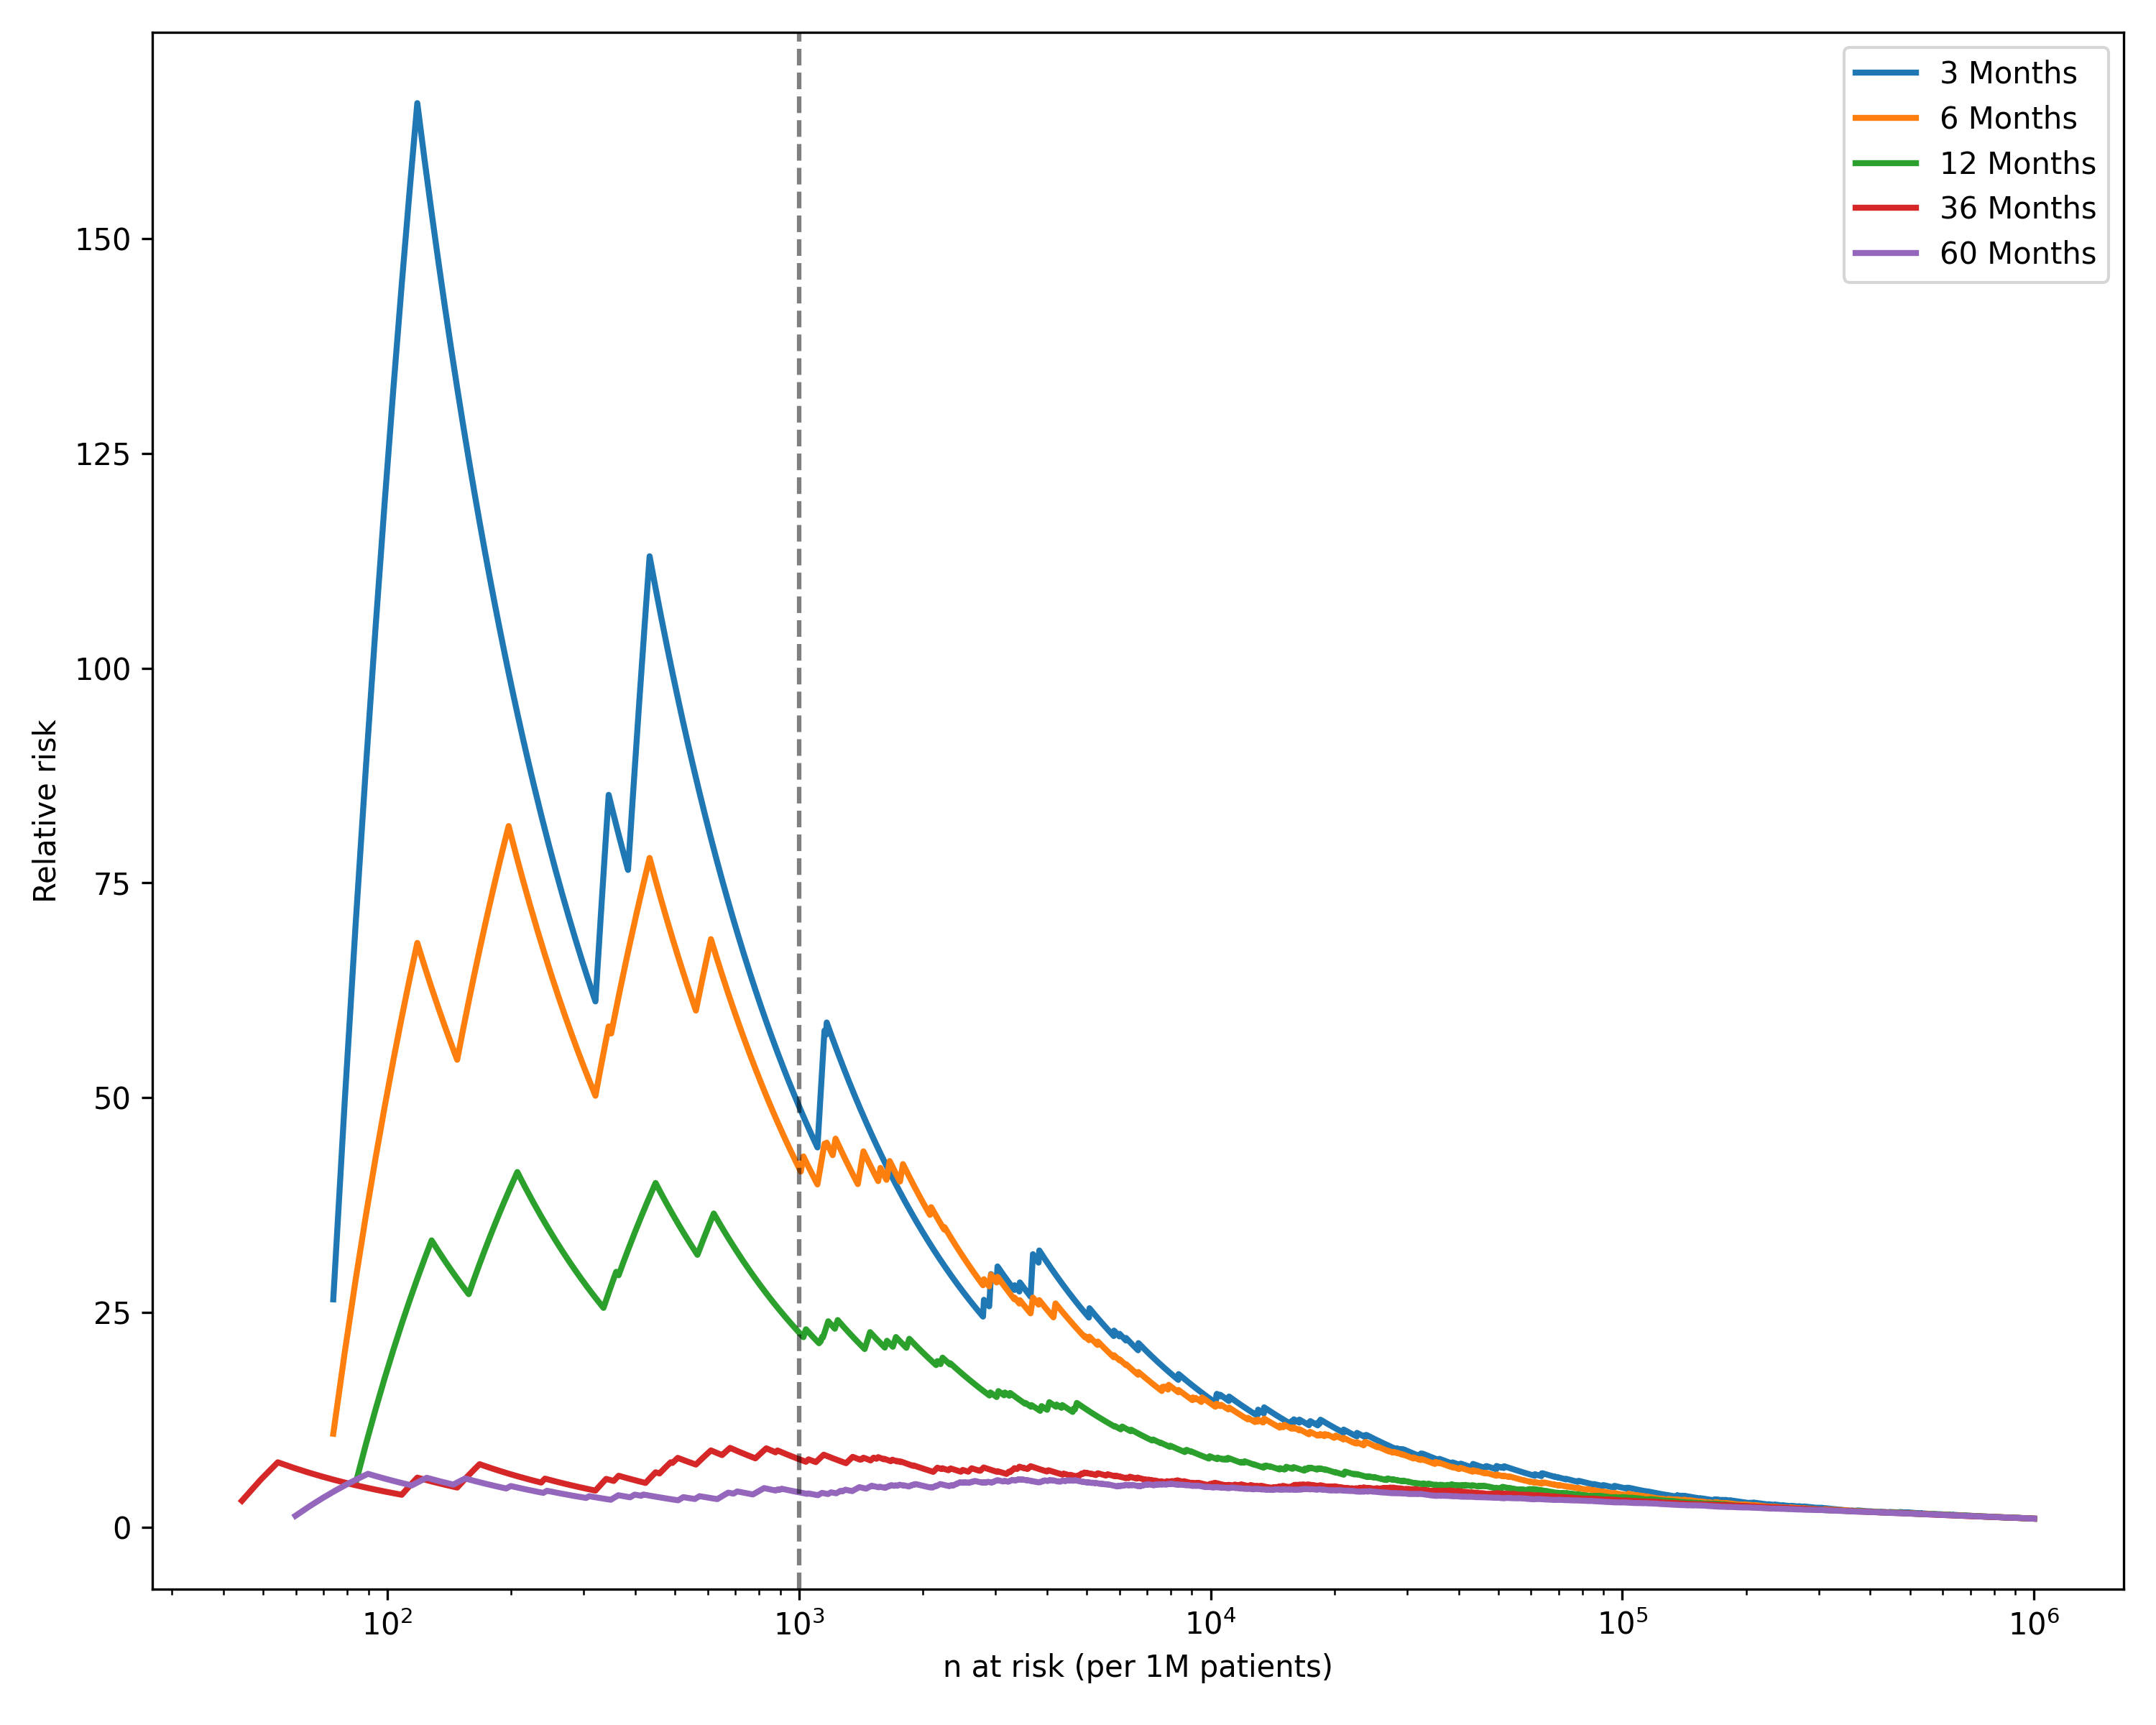 3 Months
6 Months
12 Months
36 Months
60 Months
Relative risk
150
125
100
75
50
25
0
10²
10³
10⁴
10⁵
10⁶
n at risk (per 1M patients)